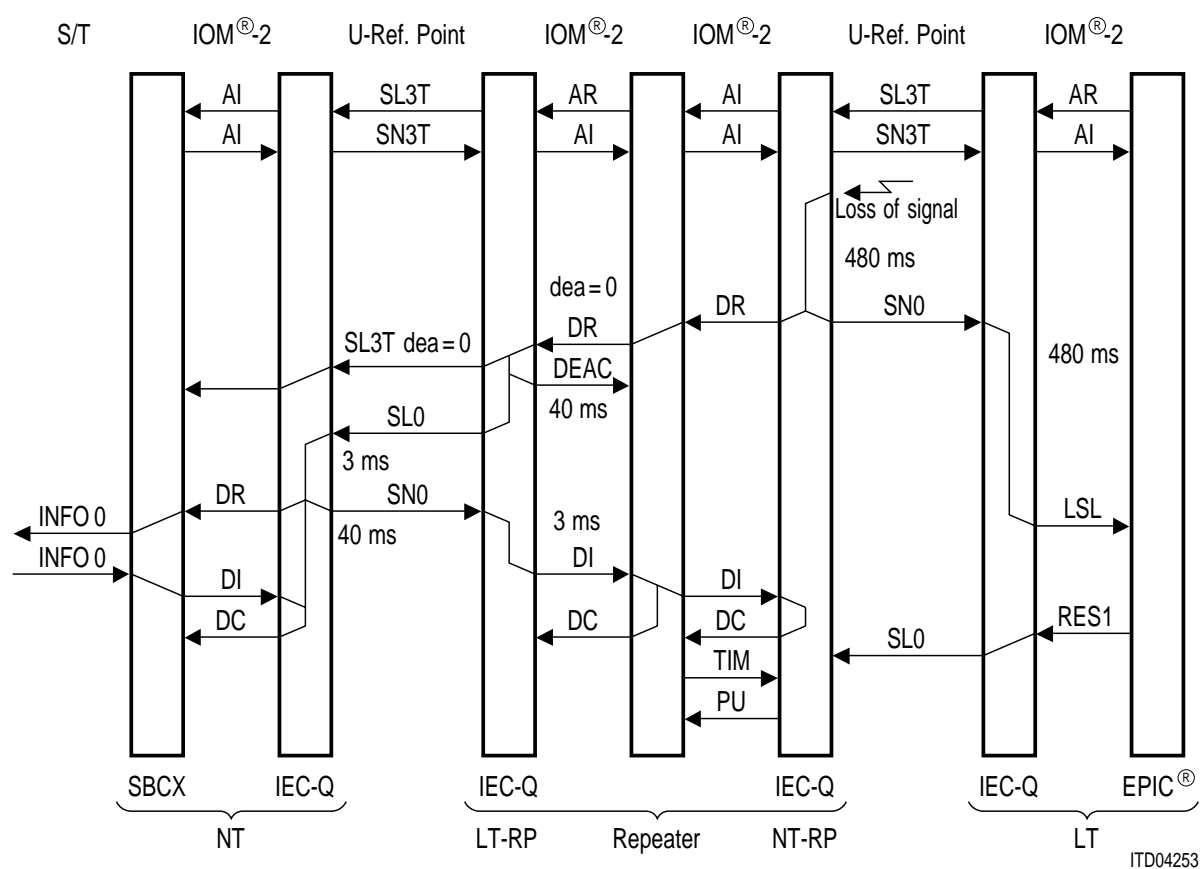 S/T IOM®-2 U-Ref. Point IOM®-2 IOM®-2 U-Ref. Point IOM®-2
AI SL3T AR AI SL3T AR
AI SN3T AI AI SN3T AI
Loss of signal
480 ms
dea = 0
DR SN0
DR
SL3T dea = 0
480 ms
DEAC
40 ms
SL0
3 ms
DR SN0
LSL
INFO 0
3 ms
40 ms
INFO 0
DI
DI DI
DC DC DC RES1
SL0
TIM
PU
SBCX IEC-Q IEC-Q IEC-Q IEC-Q EPIC®
NT LT-RP Repeater NT-RP LT
ITD04253